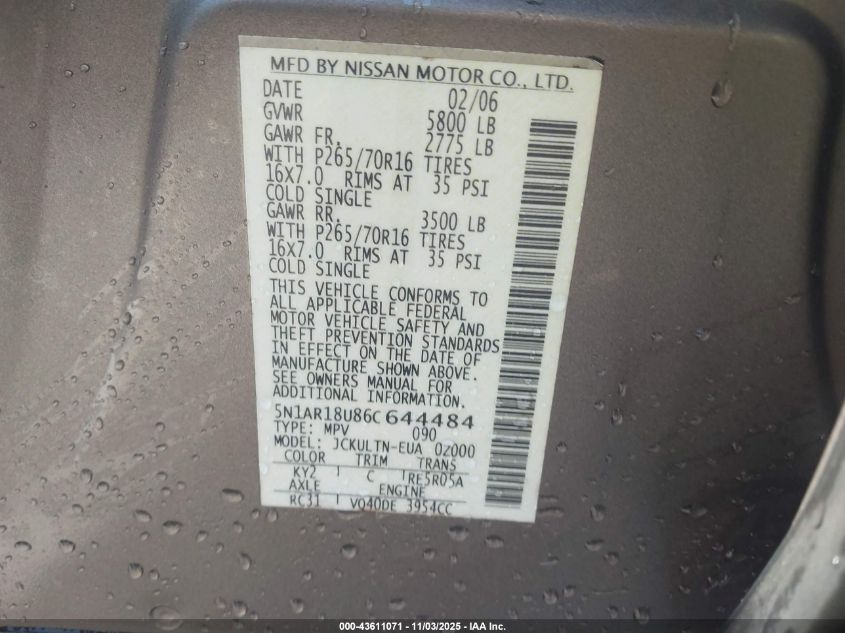 MFD BY NISSAN MOTOR CO., LTD.
DATE 02/06
GVWR 5800 LB
GAWR FR. 2775 LB
WITH P265/70R16 TIRES
16X7.0 RIMS AT 35 PSI
COLD SINGLE
GAWR RR. 3500 LB
WITH P265/70R16 TIRES
16X7.0 RIMS AT 35 PSI
COLD SINGLE
THIS VEHICLE CONFORMS TO
ALL APPLICABLE FEDERAL
MOTOR VEHICLE SAFETY AND
THEFT PREVENTION STANDARDS
IN EFFECT ON THE DATE OF
MANUFACTURE SHOWN ABOVE.
SEE OWNERS MANUAL FOR
ADDITIONAL INFORMATION.
5N1AR18U86C644484
TYPE: MPV 090
MODEL: JCKULTN-EUA 0Z000
COLOR TRIM TRANS
KY2 C RE5R05A
AXLE ENGINE
RC31 VQ40DE 3954CC
000-43611071 - 11/03/2025 - IAA Inc.